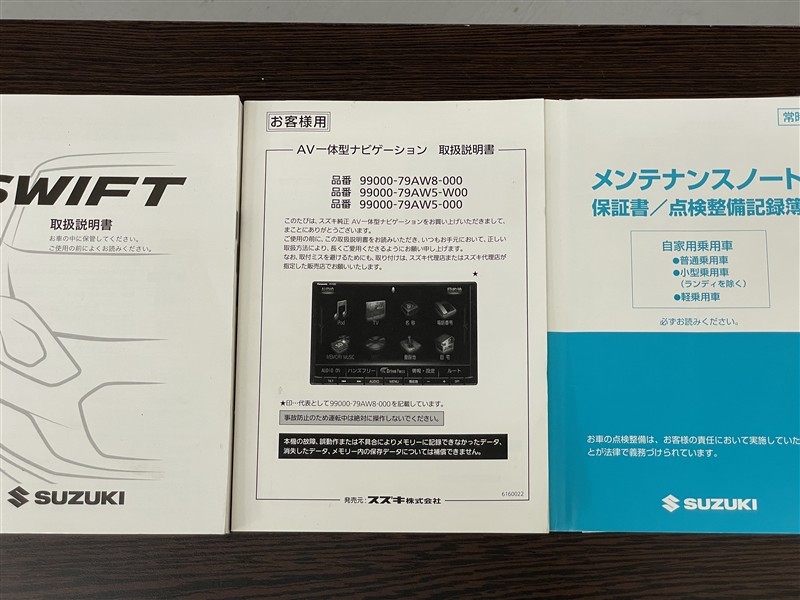 SWIFT
取扱説明書
お車の中に保管してください。
ご使用の前によくお読みください。
SUZUKI
お客様用
AV一体型ナビゲーション 取扱説明書
品番 99000-79AW8-000
品番 99000-79AW5-W00
品番 99000-79AW5-000
このたびは、スズキ純正 AV一体型ナビゲーションをお買い上げいただきまして、
まことにありがとうございます。
ご使用の前に、この取扱説明書をお読みいただき、いつもお手元において、正しい
取扱方法により、長くご愛用くださるようにお願い申し上げます。
なお、取付ミスを避けるためにも、取り付けは、スズキ代理店またはスズキ代理店が
指定した販売店でお願いいたします。
★
iPod
TV
MEMORY MUSIC
ハンズフリー
情報・設定
ルート
AUDIO
MENU
★印…代表として99000-79AW8-000を記載しています。
事故防止のため運転中は絶対に操作しないでください。
本機の故障、誤動作または不具合によりメモリーに記録できなかったデータ、
消失したデータ、メモリー内の保存データについては補償できません。
発売元：スズキ株式会社
6160022
常時
メンテナンスノート
保証書／点検整備記録簿
自家用乗用車
●普通乗用車
●小型乗用車
（ランディを除く）
●軽乗用車
必ずお読みください。
お車の点検整備は、お客様の責任において実施していた
とが法律で義務づけられています。
SUZUKI